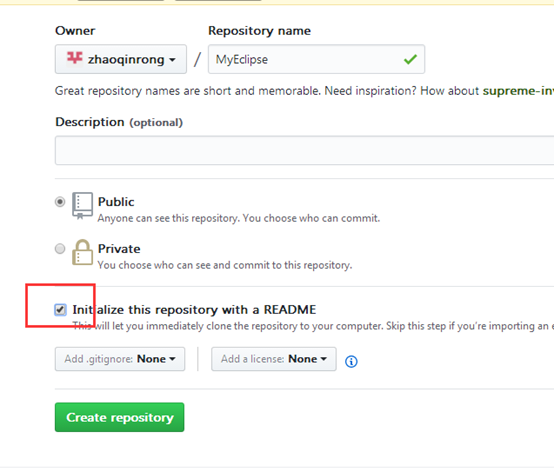 Owner Repository name
zhaoqinrong / MyEclipse
Great repository names are short and memorable. Need inspiration? How about supreme-in
Description (optional)
Public
Anyone can see this repository. You choose who can commit.
Private
You choose who can see and commit to this repository.
Initialize this repository with a README
This will let you immediately clone the repository to your computer. Skip this step if you're importing an e
Add .gitignore: None Add a license: None
Create repository